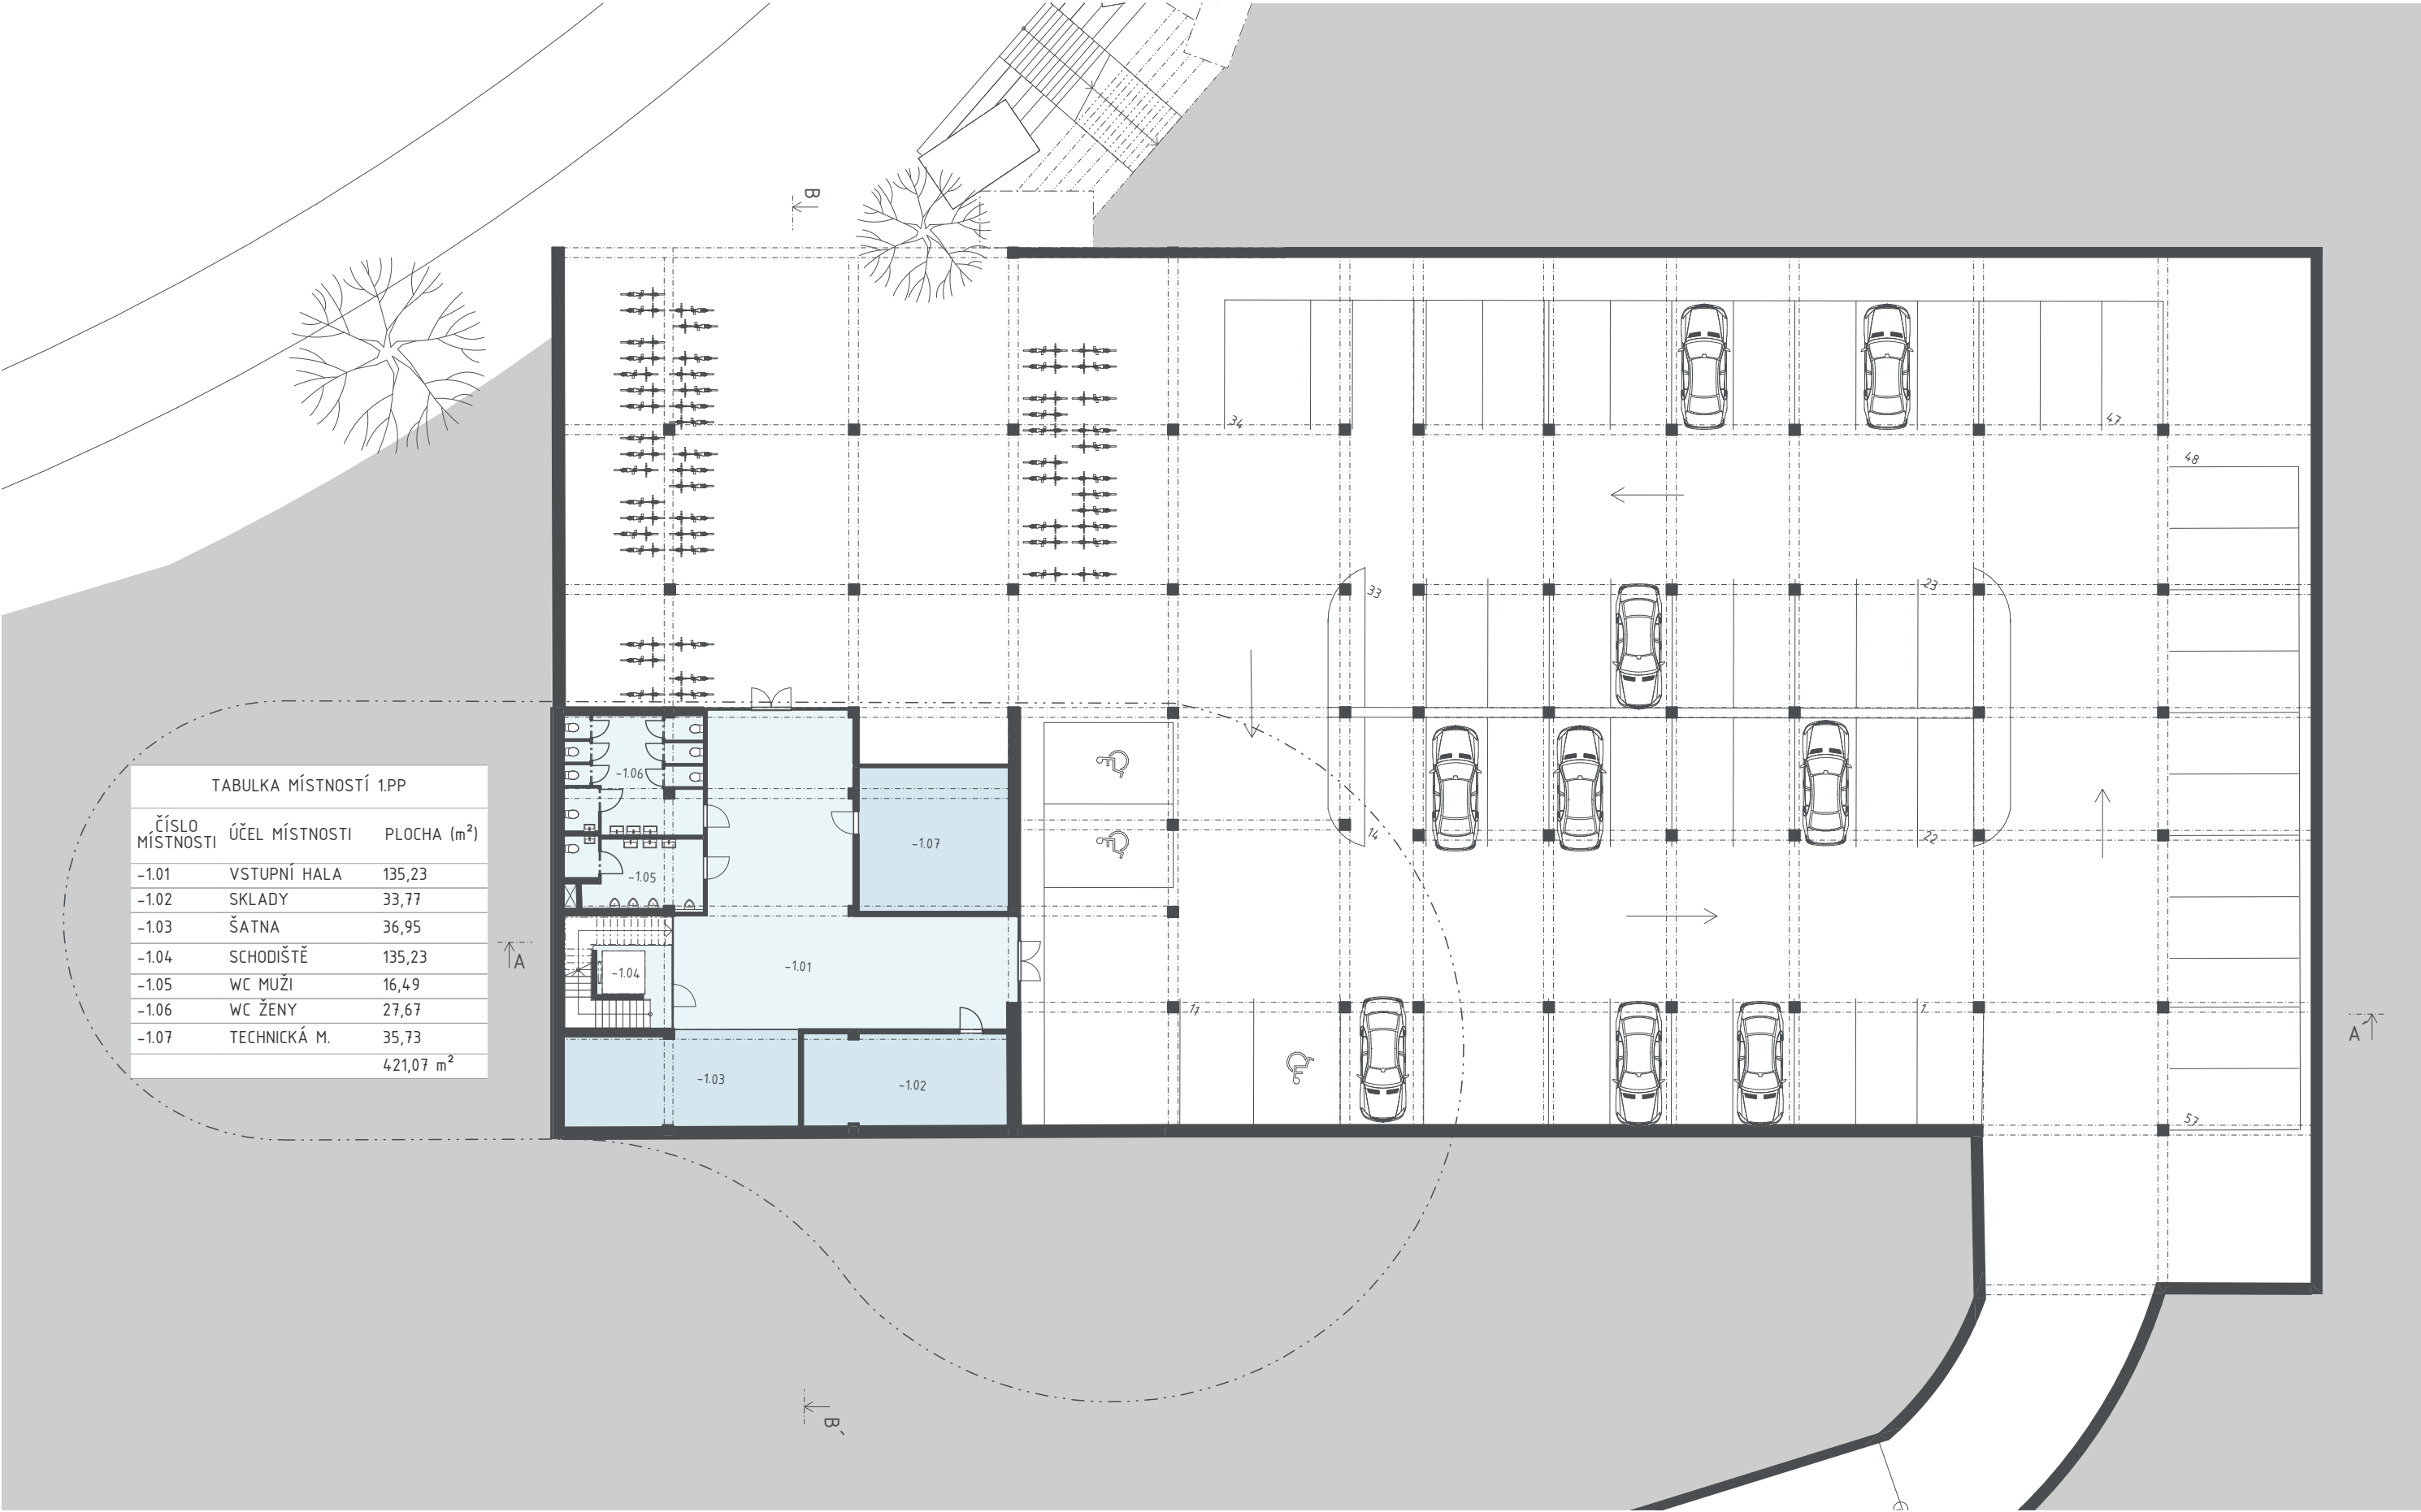 B
34
47
48
33
23
-1.06
14
22
-1.07
-1.05
TABULKA MÍSTNOSTÍ 1.PP
ČÍSLO MÍSTNOSTI ÚČEL MÍSTNOSTI PLOCHA (m²)
-1.01 VSTUPNÍ HALA 135,23
-1.02 SKLADY 33,77
-1.03 ŠATNA 36,95
-1.04 SCHODIŠTĚ 135,23
-1.05 WC MUŽI 16,49
-1.06 WC ŽENY 27,67
-1.07 TECHNICKÁ M. 35,73
421,07 m²
A
-1.04
-1.01
11
1
A´
-1.03
-1.02
57
B´